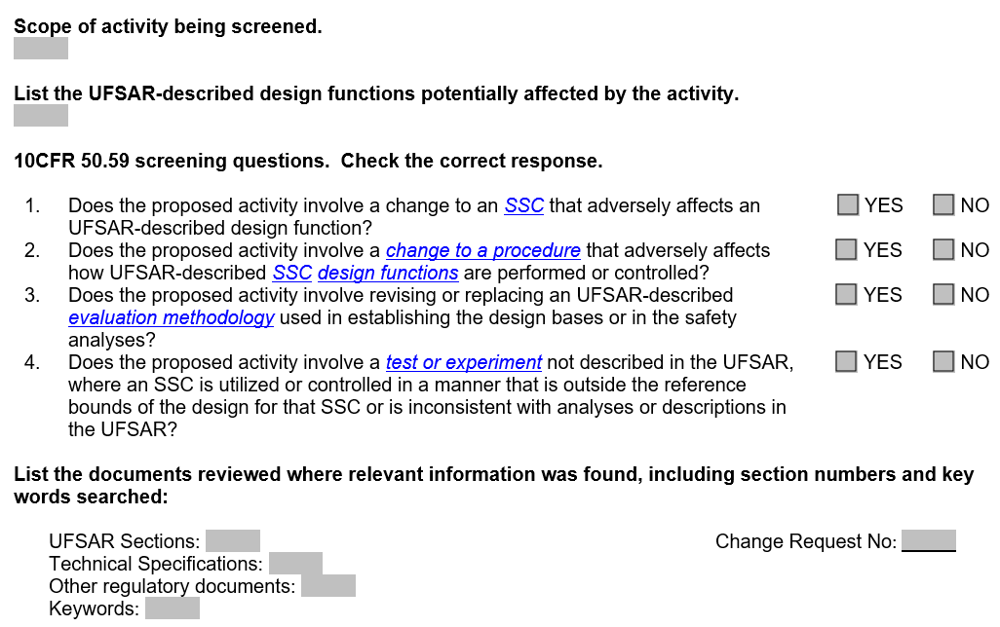 Scope of activity being screened.
List the UFSAR-described design functions potentially affected by the activity.
10CFR 50.59 screening questions.  Check the correct response.
1. Does the proposed activity involve a change to an SSC that adversely affects an YES NO
UFSAR-described design function?
2. Does the proposed activity involve a change to a procedure that adversely affects YES NO
how UFSAR-described SSC design functions are performed or controlled?
3. Does the proposed activity involve revising or replacing an UFSAR-described YES NO
evaluation methodology used in establishing the design bases or in the safety
analyses?
4. Does the proposed activity involve a test or experiment not described in the UFSAR, YES NO
where an SSC is utilized or controlled in a manner that is outside the reference
bounds of the design for that SSC or is inconsistent with analyses or descriptions in
the UFSAR?
List the documents reviewed where relevant information was found, including section numbers and key
words searched:
UFSAR Sections: Change Request No:
Technical Specifications:
Other regulatory documents:
Keywords: